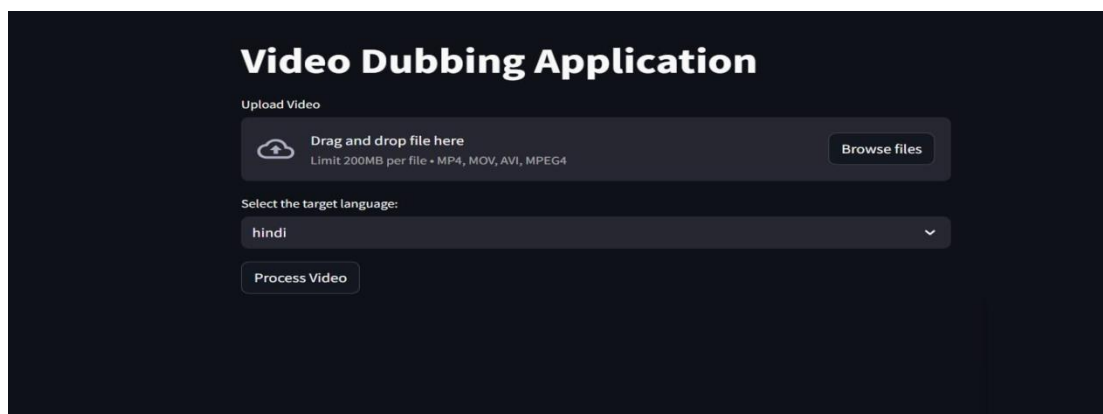 Video Dubbing Application
Upload Video
Drag and drop file here
Limit 200MB per file • MP4, MOV, AVI, MPEG4
Browse files
Select the target language:
hindi
Process Video